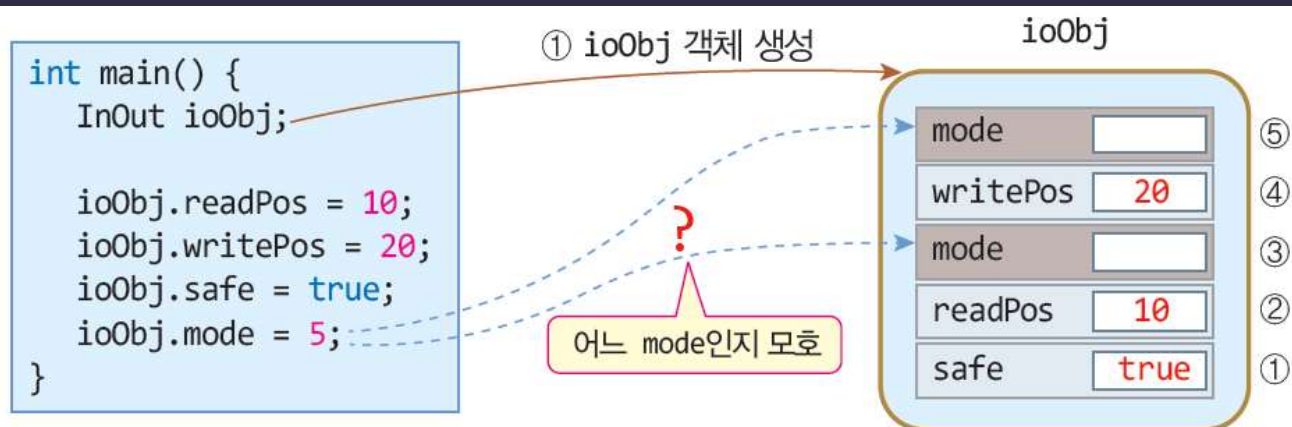 int main() {
InOut ioObj;
ioObj.readPos = 10;
ioObj.writePos = 20;
ioObj.safe = true;
ioObj.mode = 5;
}
① ioObj 객체 생성
?
어느 mode인지 모호
ioObj
mode ⑤
writePos 20 ④
mode ③
readPos 10 ②
safe true ①